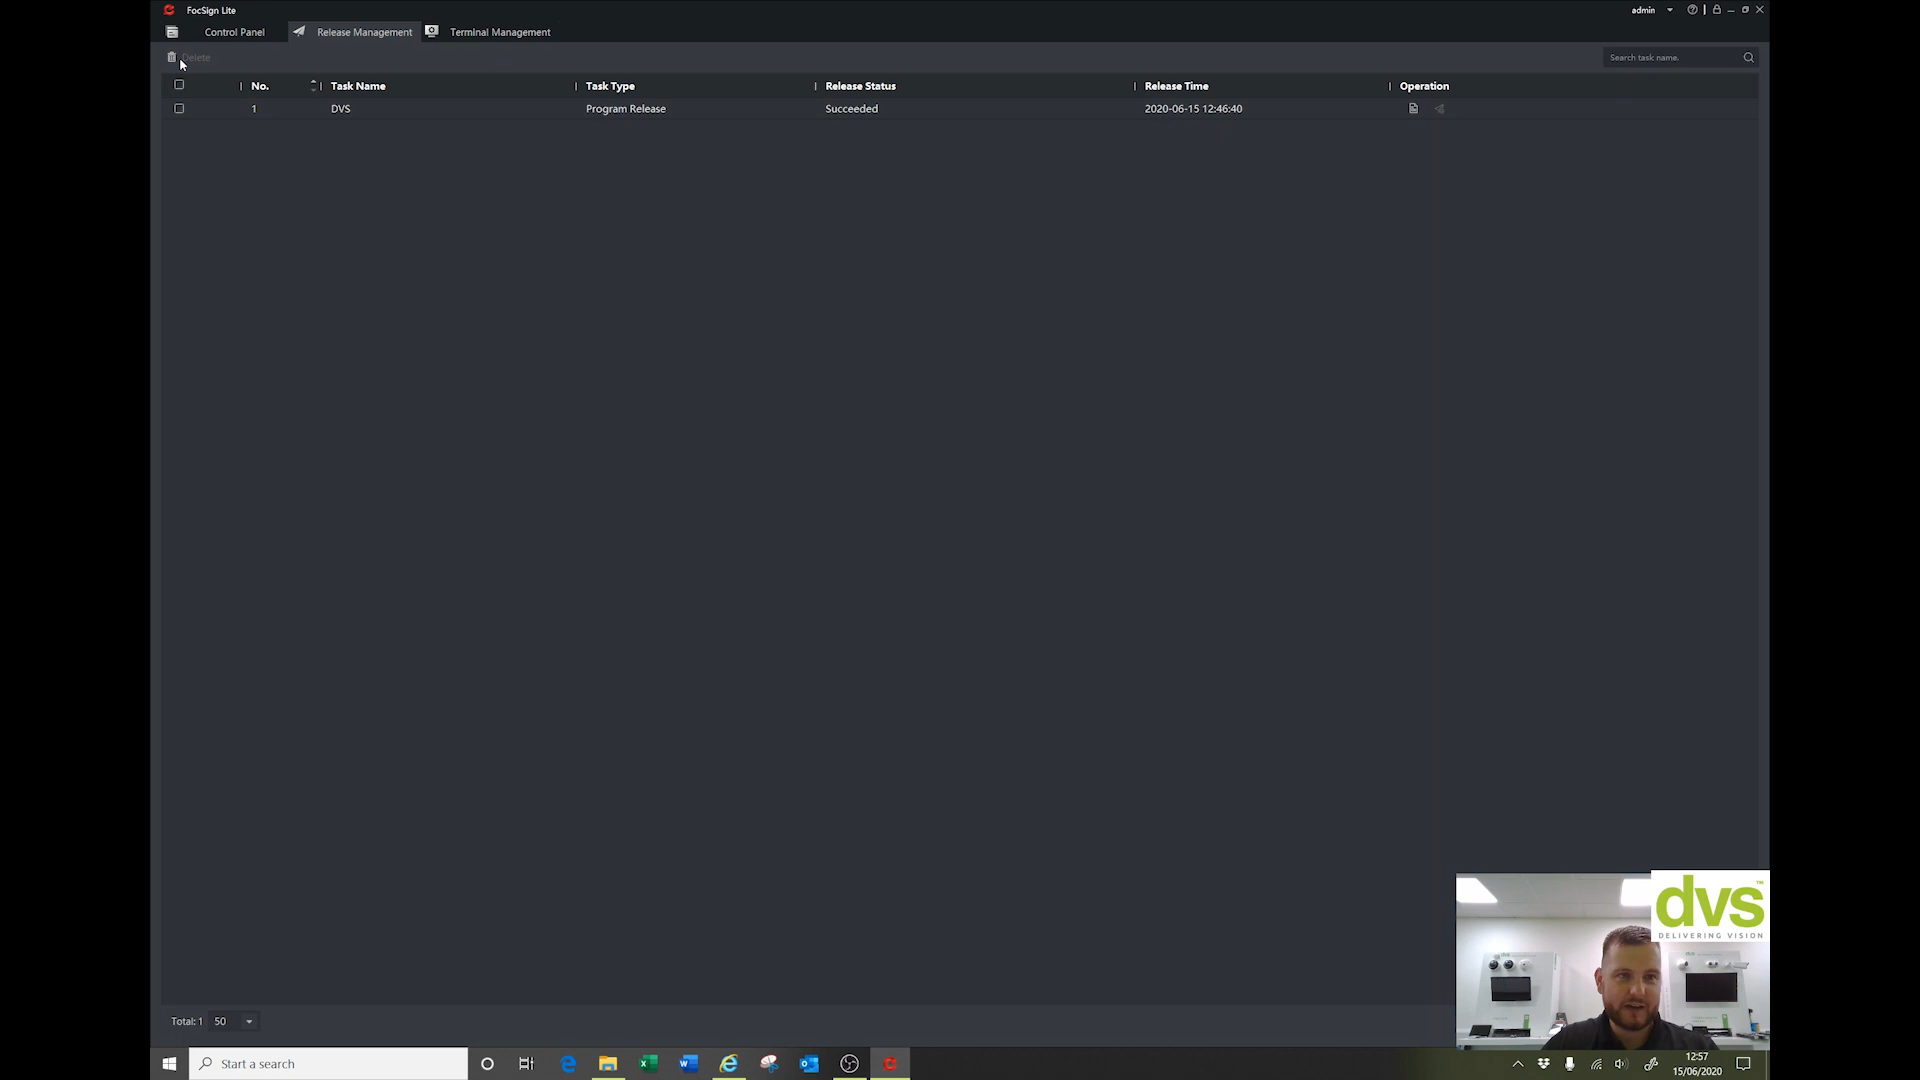 FocSign Lite
admin
Control Panel
Release Management
Terminal Management
Delete
Search task name.
No.
Task Name
Task Type
Release Status
Release Time
Operation
1
DVS
Program Release
Succeeded
2020-06-15 12:46:40
dvs™
DELIVERING VISION
Total: 1
50
Start a search
12:57
15/06/2020